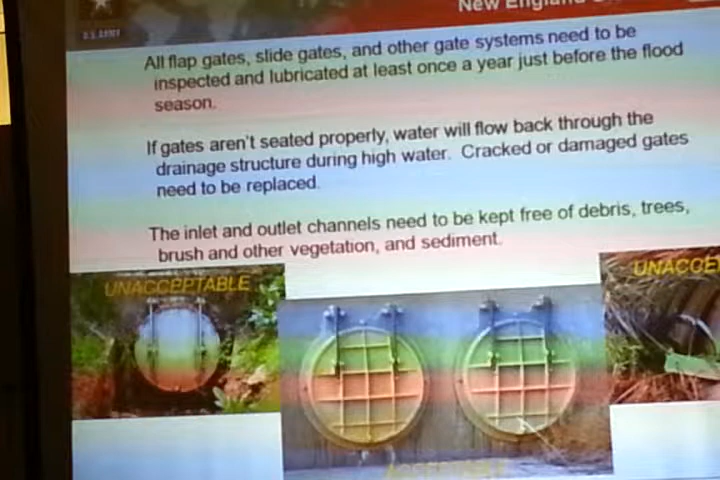 New England
U.S. ARMY
All flap gates, slide gates, and other gate systems need to be
inspected and lubricated at least once a year just before the flood
season.
If gates aren't seated properly, water will flow back through the
drainage structure during high water. Cracked or damaged gates
need to be replaced.
The inlet and outlet channels need to be kept free of debris, trees,
brush and other vegetation, and sediment.
UNACCEPTABLE
UNACCE
ACCEPTABLE